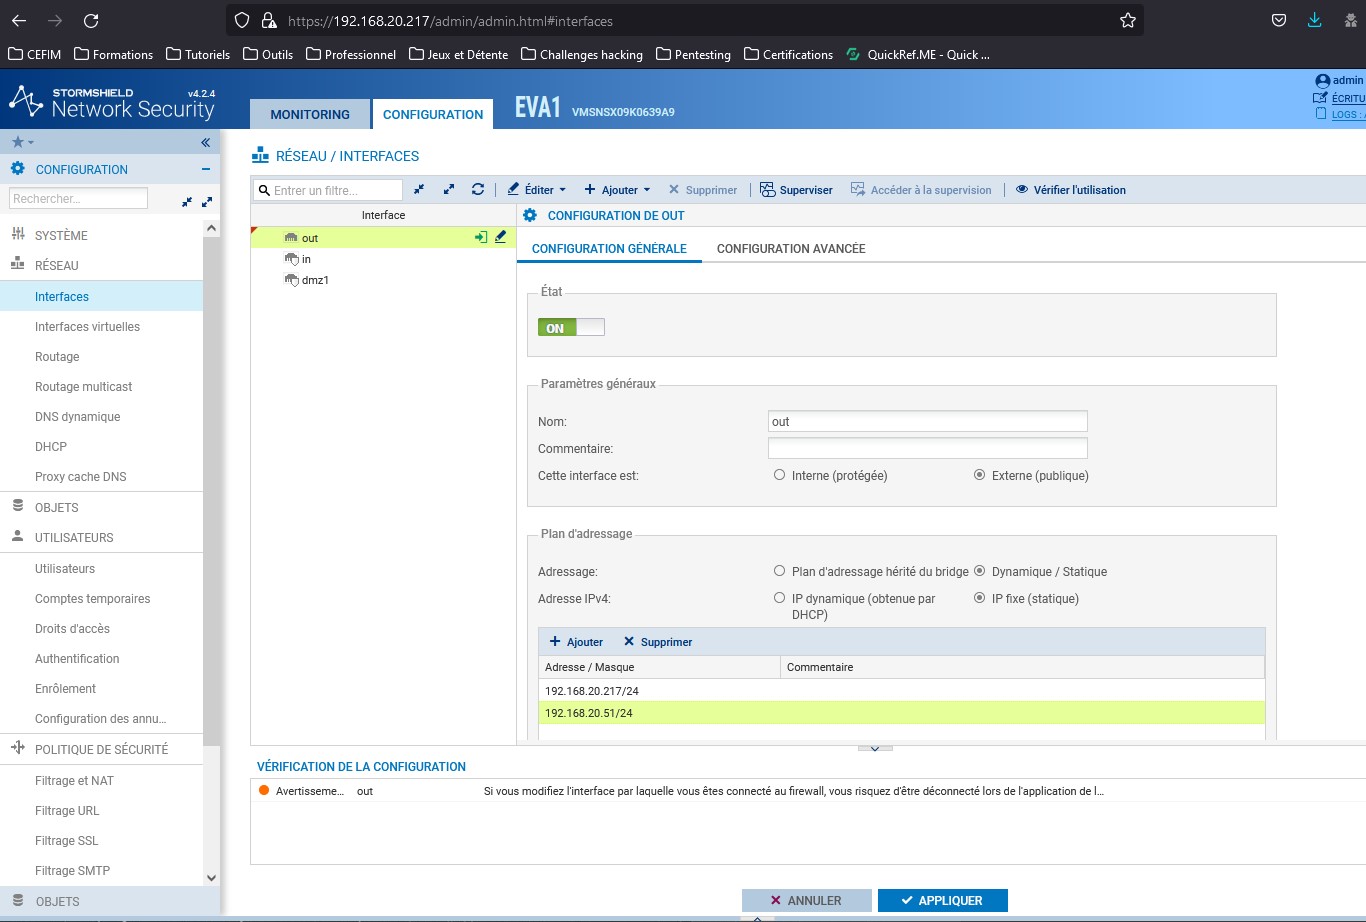 https://192.168.20.217/admin/admin.html#interfaces
CEFIM Formations Tutoriels Outils Professionnel Jeux et Détente Challenges hacking Pentesting Certifications QuickRef.ME - Quick ...
STORMSHIELD v4.2.4
Network Security
MONITORING CONFIGURATION EVA1 VMSNSX09K0639A9
admin
ÉCRITU
LOGS : A
CONFIGURATION
Rechercher...
SYSTÈME
RÉSEAU
Interfaces
Interfaces virtuelles
Routage
Routage multicast
DNS dynamique
DHCP
Proxy cache DNS
OBJETS
UTILISATEURS
Utilisateurs
Comptes temporaires
Droits d'accès
Authentification
Enrôlement
Configuration des annu...
POLITIQUE DE SÉCURITÉ
Filtrage et NAT
Filtrage URL
Filtrage SSL
Filtrage SMTP
OBJETS
RÉSEAU / INTERFACES
Entrer un filtre... Éditer Ajouter Supprimer Superviser Accéder à la supervision Vérifier l'utilisation
Interface
out
in
dmz1
CONFIGURATION DE OUT
CONFIGURATION GÉNÉRALE CONFIGURATION AVANCÉE
État
ON
Paramètres généraux
Nom: out
Commentaire:
Cette interface est: Interne (protégée) Externe (publique)
Plan d'adressage
Adressage: Plan d'adressage hérité du bridge Dynamique / Statique
Adresse IPv4: IP dynamique (obtenue par DHCP) IP fixe (statique)
Ajouter Supprimer
Adresse / Masque Commentaire
192.168.20.217/24
192.168.20.51/24
VÉRIFICATION DE LA CONFIGURATION
Avertisseme... out Si vous modifiez l'interface par laquelle vous êtes connecté au firewall, vous risquez d'être déconnecté lors de l'application de l...
ANNULER APPLIQUER